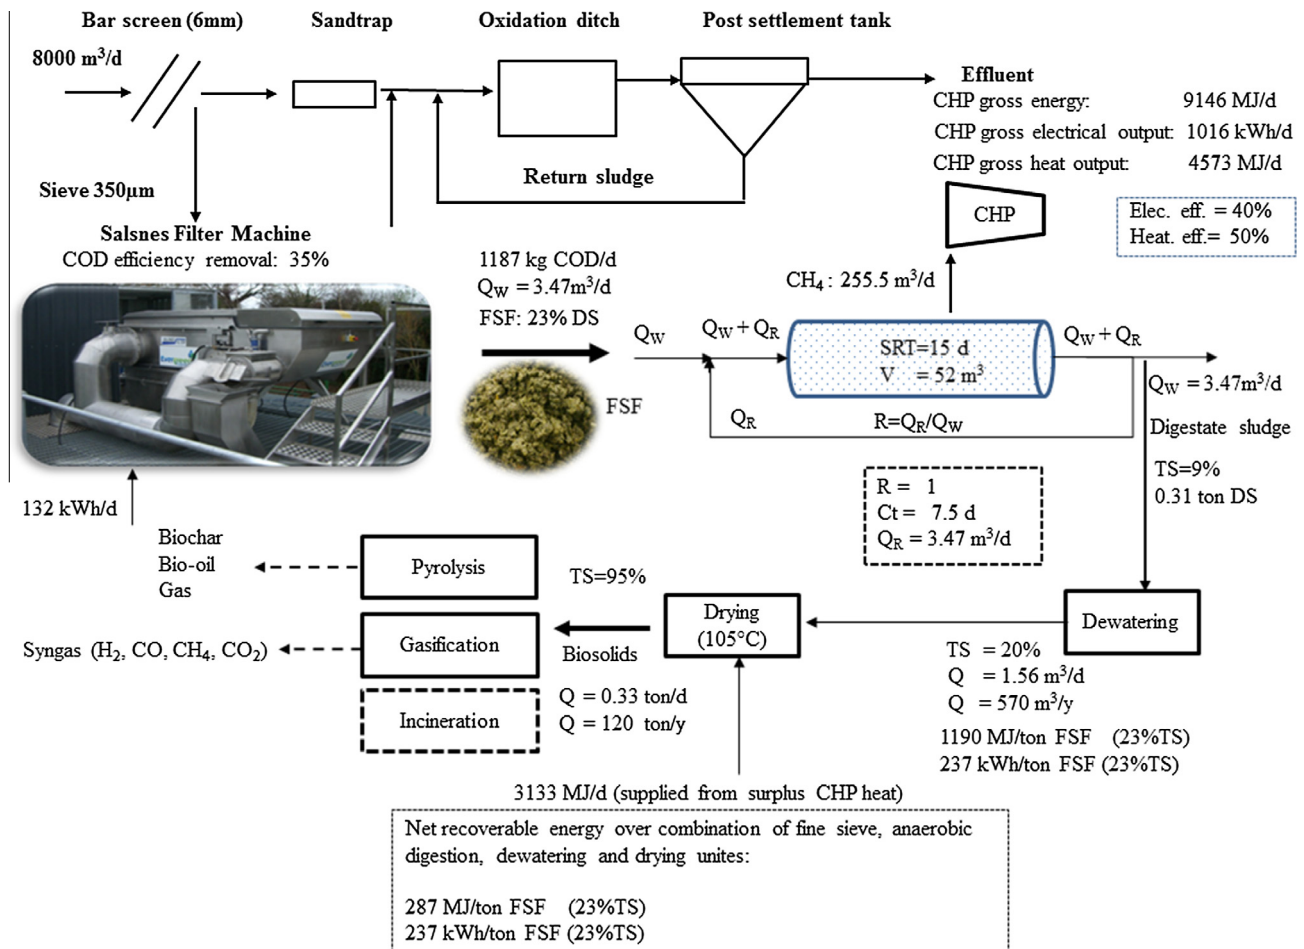 Bar screen (6mm)
Sandtrap
Oxidation ditch
Post settlement tank
8000 m³/d
Effluent
CHP gross energy: 9146 MJ/d
CHP gross electrical output: 1016 kWh/d
CHP gross heat output: 4573 MJ/d
Return sludge
Sieve 350µm
Salsnes Filter Machine
COD efficiency removal: 35%
CHP
Elec. eff. = 40%
Heat. eff.= 50%
1187 kg COD/d
Qw = 3.47m³/d
FSF: 23% DS
CH₄ : 255.5 m³/d
Qw
Qw + QR
SRT=15 d
V = 52 m³
Qw + QR
Qw = 3.47m³/d
FSF
QR
R=QR/Qw
Digestate sludge
TS=9%
0.31 ton DS
R = 1
Ct = 7.5 d
QR = 3.47 m³/d
132 kWh/d
Biochar
Bio-oil
Gas
Pyrolysis
TS=95%
Drying
(105°C)
Dewatering
Syngas (H₂, CO, CH₄, CO₂)
Gasification
Biosolids
TS = 20%
Q = 1.56 m³/d
Q = 570 m³/y
Incineration
Q = 0.33 ton/d
Q = 120 ton/y
1190 MJ/ton FSF (23%TS)
237 kWh/ton FSF (23%TS)
3133 MJ/d (supplied from surplus CHP heat)
Net recoverable energy over combination of fine sieve, anaerobic
digestion, dewatering and drying unites:
287 MJ/ton FSF (23%TS)
237 kWh/ton FSF (23%TS)